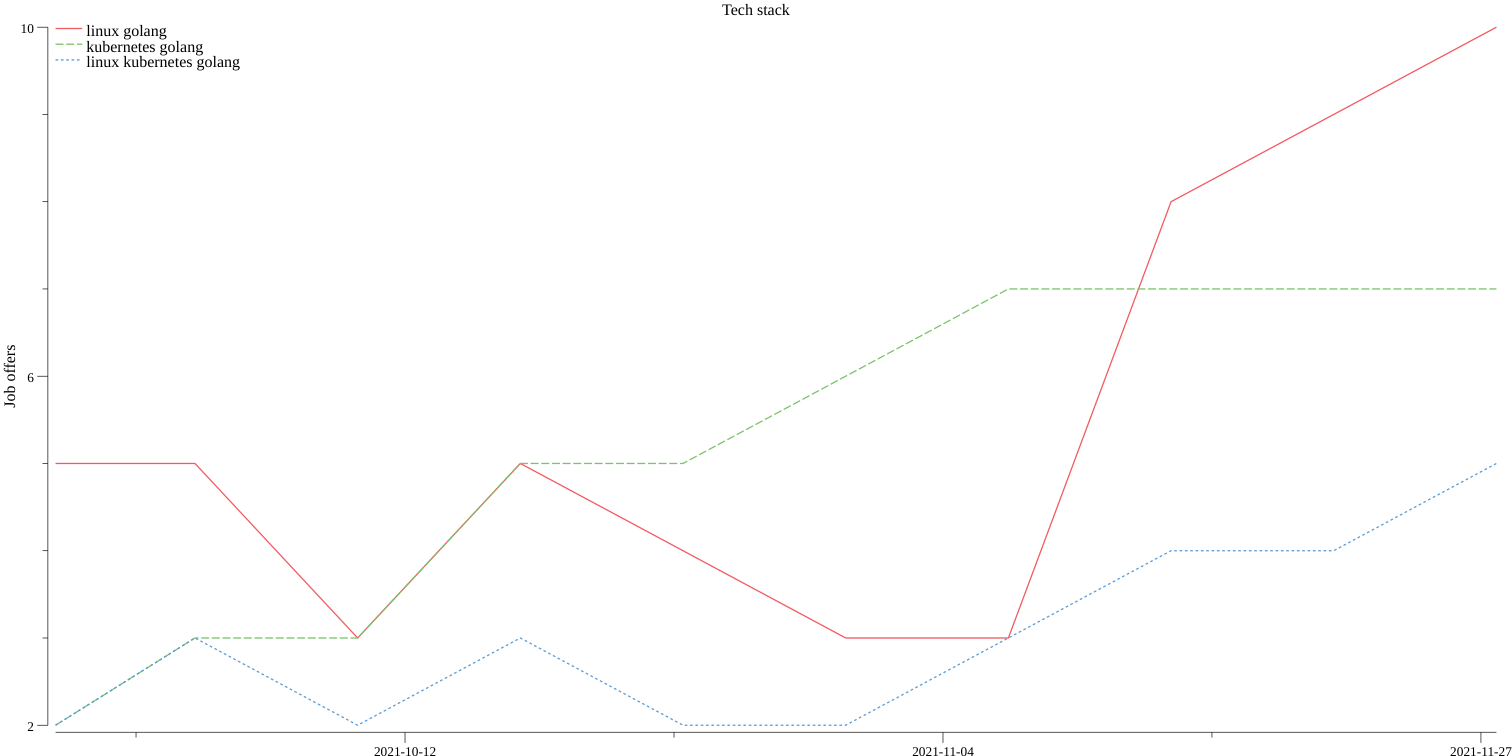 Tech stack
10
linux golang
kubernetes golang
linux kubernetes golang
Job offers
6
2
2021-10-12
2021-11-04
2021-11-27